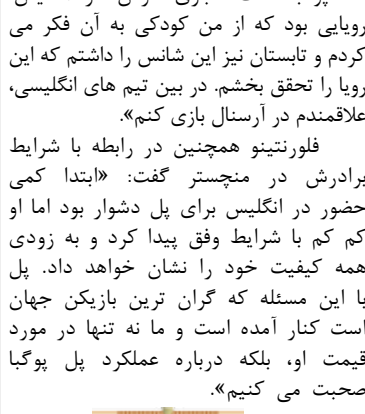 رویایی بود که از من کودکی به آن فکر می
کردم و تابستان نیز این شانس را داشتم که این
رویا را تحقق بخشم. در بین تیم های انگلیسی،
علاقمندم در آرسنال بازی کنم».
فلورنتینو همچنین در رابطه با شرایط
برادرش در منچستر گفت: «ابتدا کمی
حضور در انگلیس برای پل دشوار بود اما او
کم کم با شرایط وفق پیدا کرد و به زودی
همه کیفیت خود را نشان خواهد داد. پل
با این مسئله که گران ترین بازیکن جهان
است کنار آمده است و ما نه تنها در مورد
قیمت او، بلکه درباره عملکرد پل پوگبا
صحبت می کنیم».